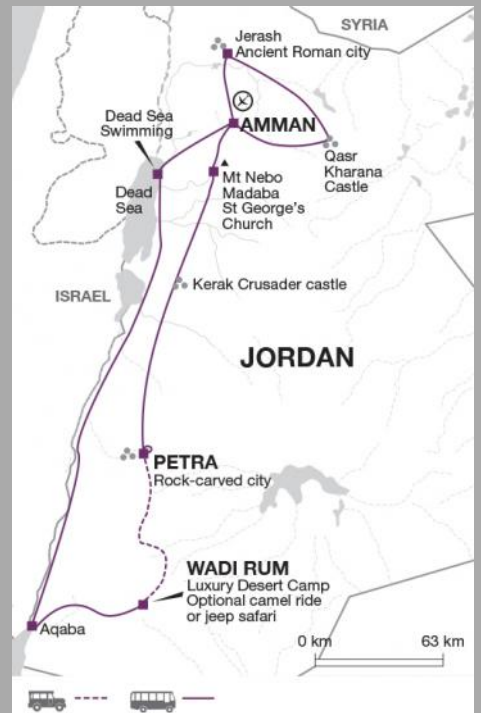 SYRIA
Jerash
Ancient Roman city
Dead Sea
Swimming
AMMAN
Qasr
Kharana
Castle
Dead
Sea
Mt Nebo
Madaba
St George's
Church
ISRAEL
Kerak Crusader castle
JORDAN
PETRA
Rock-carved city
WADI RUM
Luxury Desert Camp
Optional camel ride
or jeep safari
Aqaba
0 km
63 km